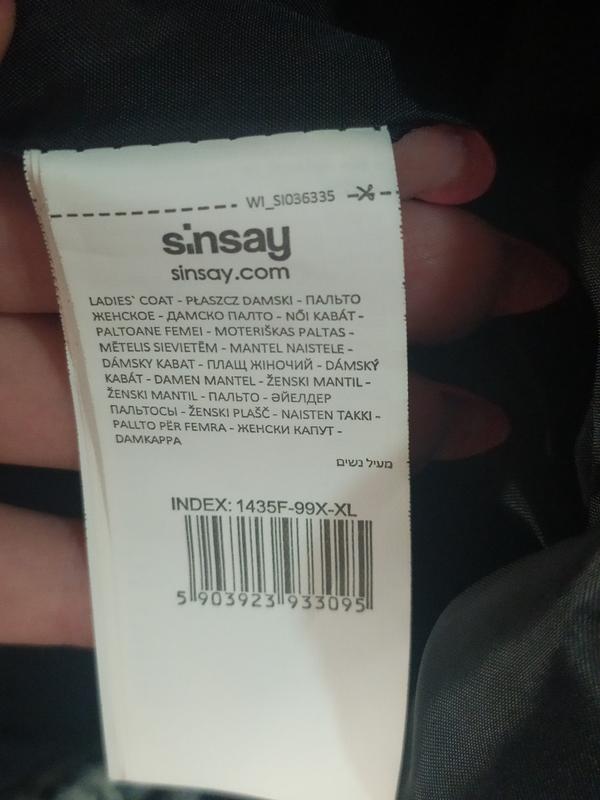 WI_SI036335
sinsay
sinsay.com
LADIES` COAT - PŁASZCZ DAMSKI - ПАЛЬТО
ЖЕНСКОЕ - ДАМСКО ПАЛТО - NŐI KABÁT -
PALTOANE FEMEI - MOTERIŠKAS PALTAS -
MĒTELIS SIEVIETĒM - MANTEL NAISTELE -
DÁMSKY KABAT - ПЛАЩ ЖІНОЧИЙ - DÁMSKÝ
KABÁT - DAMEN MANTEL - ŽENSKI MANTIL -
ŽENSKI MANTIL - ПАЛЬТО - ӘЙЕЛДЕР
ПАЛЬТОСЫ - ŽENSKI PLAŠČ - NAISTEN TAKKI -
PALLTO PËR FEMRA - ЖЕНСКИ КАПУТ -
DAMKAPPA
מעיל נשים
INDEX: 1435F-99X-XL
5 903923 933095